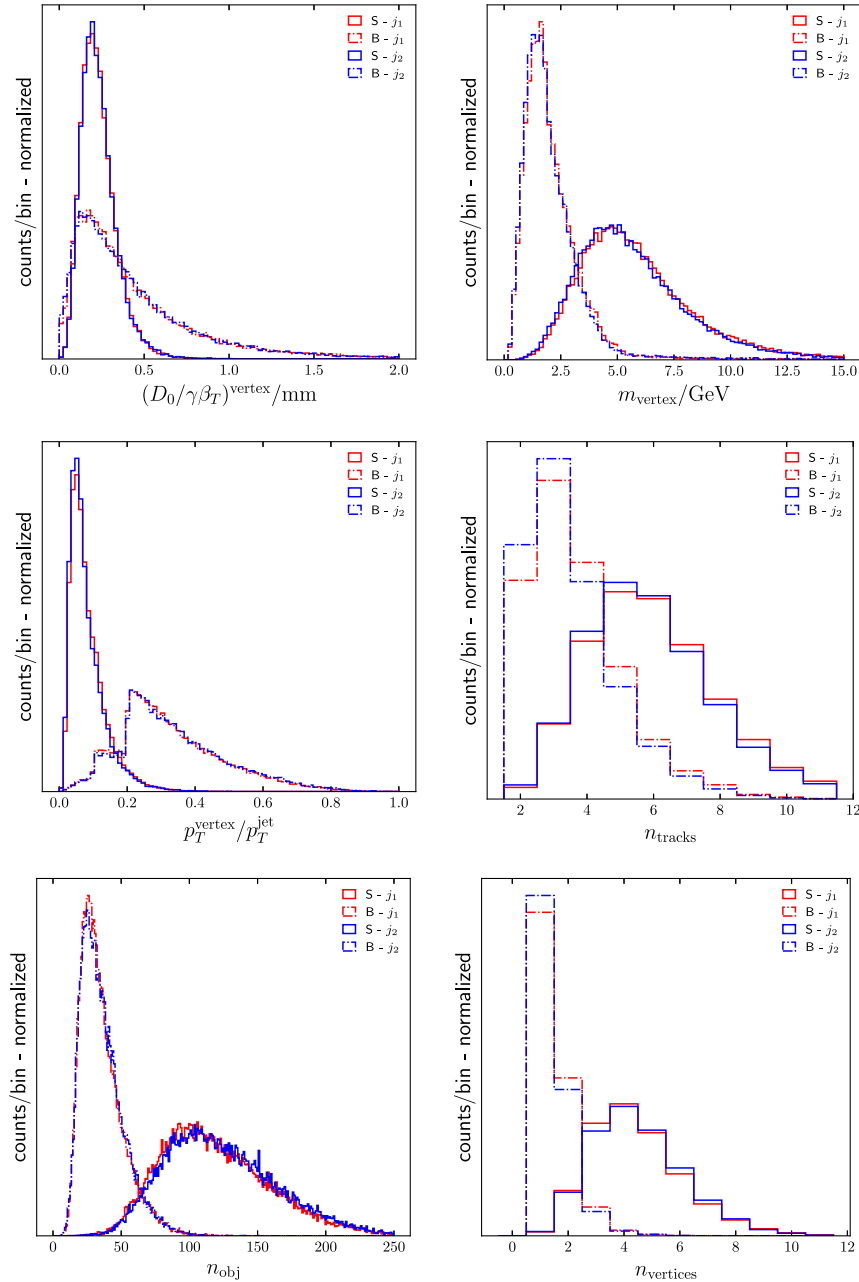 counts/bin - normalized
S - j₁
B - j₁
S - j₂
B - j₂
0.0 0.5 1.0 1.5 2.0
(D₀/γβ_T)^vertex/mm
counts/bin - normalized
S - j₁
B - j₁
S - j₂
B - j₂
0.0 2.5 5.0 7.5 10.0 12.5 15.0
m_vertex/GeV
counts/bin - normalized
S - j₁
B - j₁
S - j₂
B - j₂
0.0 0.2 0.4 0.6 0.8 1.0
p_T^vertex/p_T^jet
counts/bin - normalized
S - j₁
B - j₁
S - j₂
B - j₂
2 4 6 8 10 12
n_tracks
counts/bin - normalized
S - j₁
B - j₁
S - j₂
B - j₂
0 50 100 150 200 250
n_obj
counts/bin - normalized
S - j₁
B - j₁
S - j₂
B - j₂
0 2 4 6 8 10 12
n_vertices